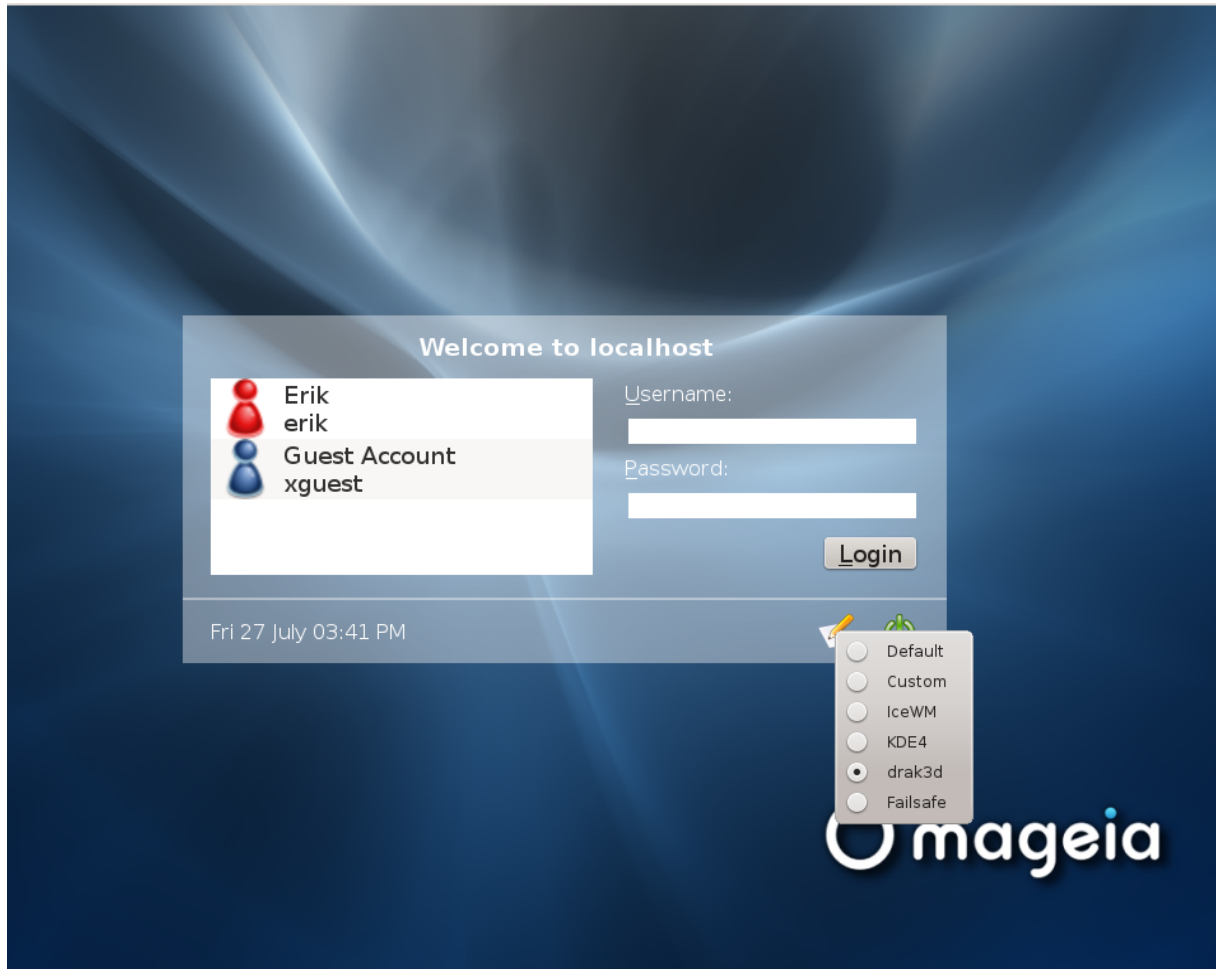 Welcome to localhost
Erik
erik
Guest Account
xguest
Username:
Password:
Login
Fri 27 July 03:41 PM
Default
Custom
IceWM
KDE4
drak3d
Failsafe
mageia